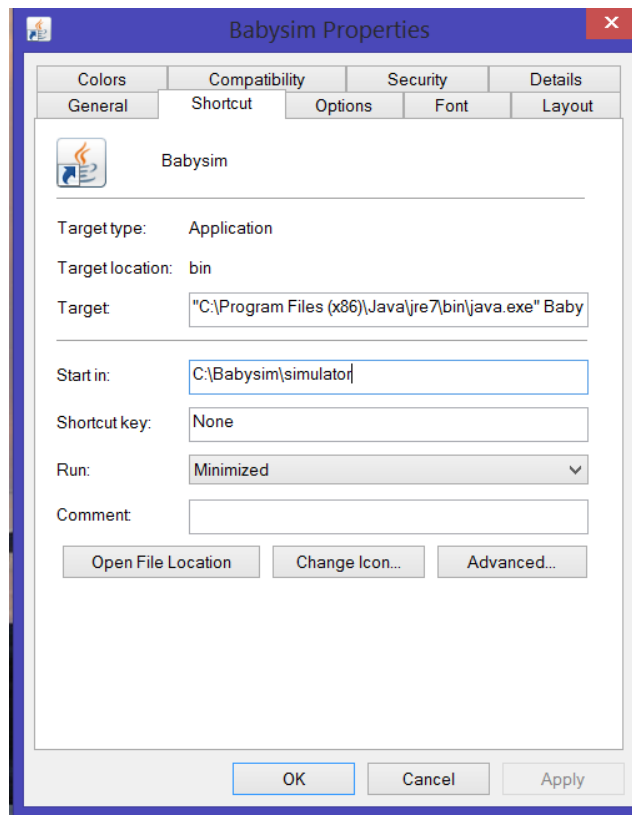 Babysim Properties
Colors Compatibility Security Details
General Shortcut Options Font Layout
Babysim
Target type: Application
Target location: bin
Target: "C:\Program Files (x86)\Java\jre7\bin\java.exe" Baby
Start in: C:\Babysim\simulator
Shortcut key: None
Run: Minimized
Comment:
Open File Location Change Icon... Advanced...
OK Cancel Apply